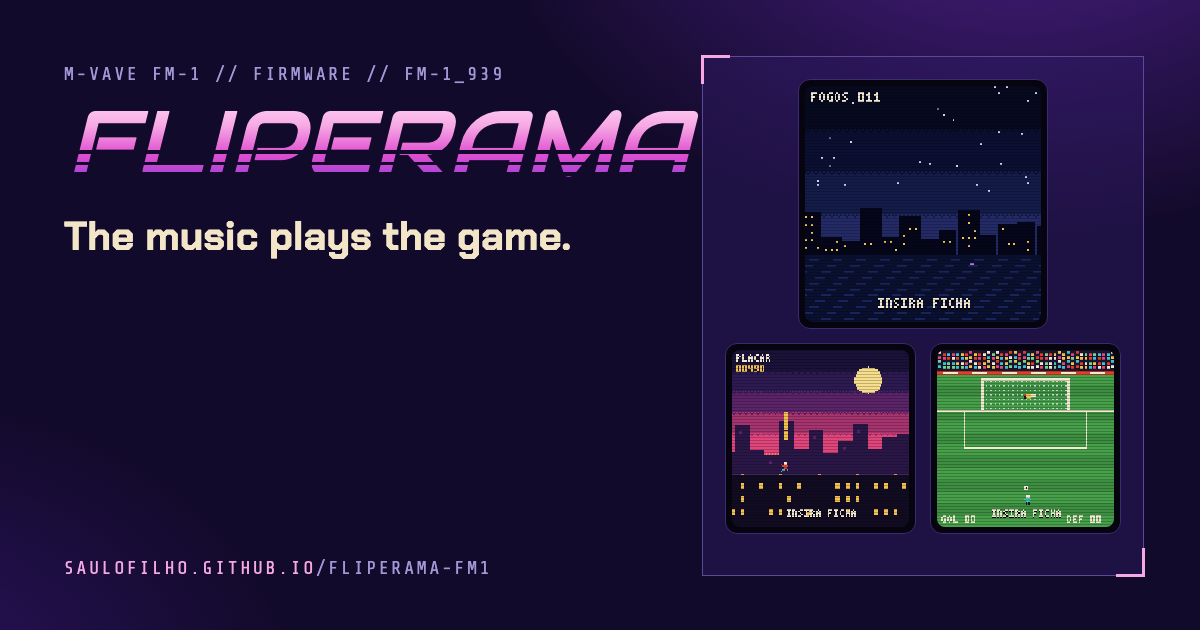 M-VAVE FM-1 // FIRMWARE // FM-1_939
FLIPERAMA
The music plays the game.
SAULOFILHO.GITHUB.IO/FLIPERAMA-FM1
FOGOS 011
INSIRA FICHA
PLACAR
00490
INSIRA FICHA
GOL 00
INSIRA FICHA
DEF 00